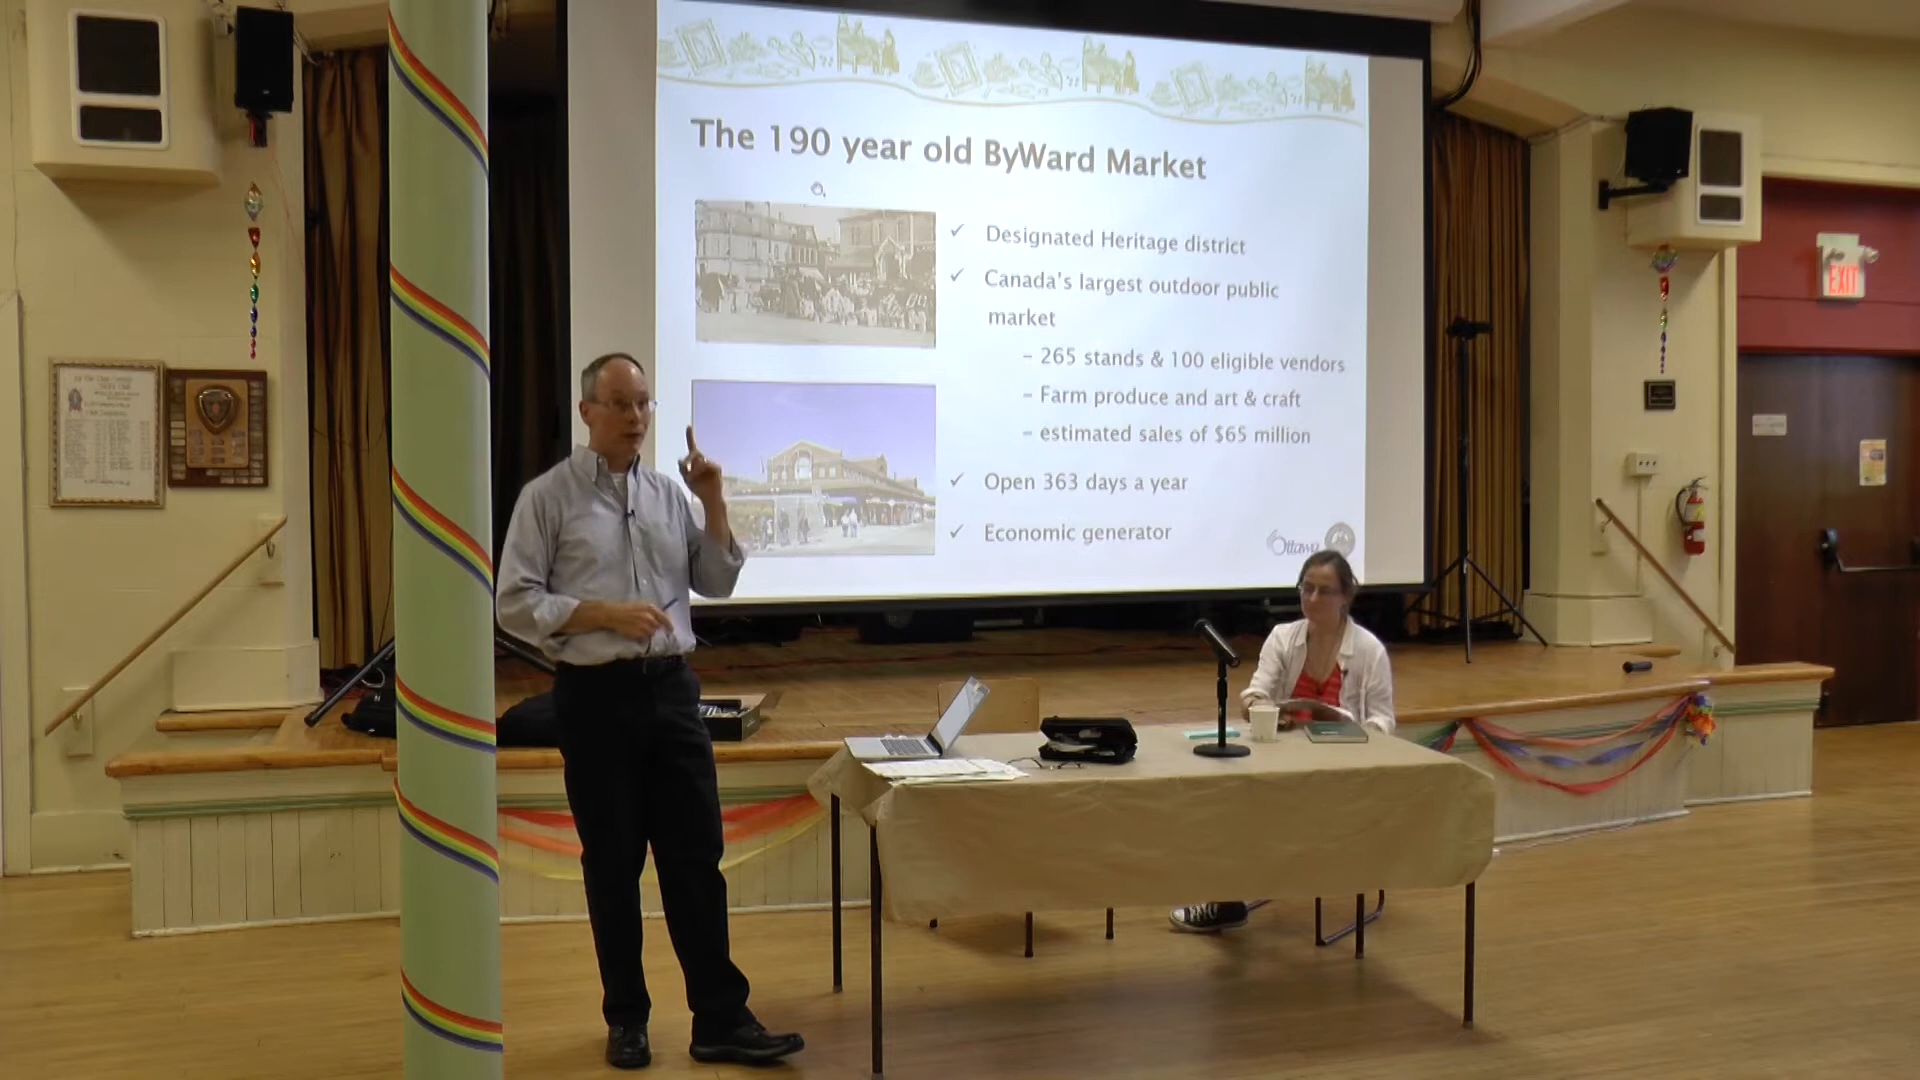 The 190 year old ByWard Market
✓ Designated Heritage district
✓ Canada's largest outdoor public
market
– 265 stands & 100 eligible vendors
– Farm produce and art & craft
– estimated sales of $65 million
✓ Open 363 days a year
✓ Economic generator
Ottawa
EXIT